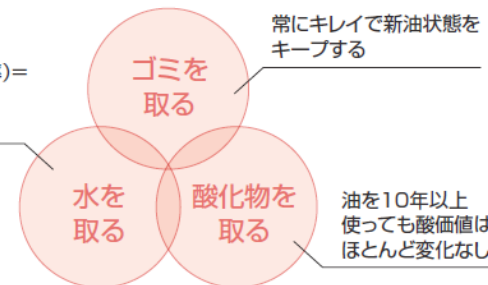 常にキレイで新油状態を
キープする
)=
ゴミを
取る
水を
取る
酸化物を
取る
油を10年以上
使っても酸価値は
ほとんど変化なし